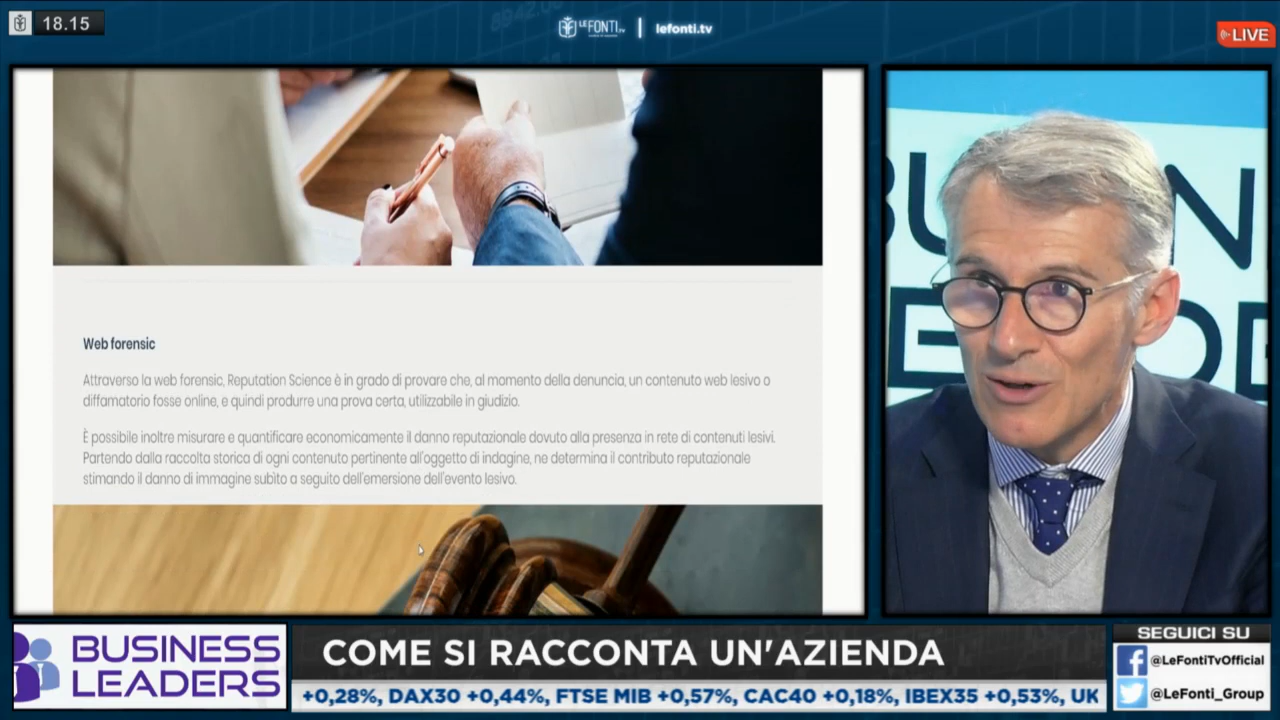 18.15
LE FONTI.TV
lefonti.tv
LIVE
Web forensic
Attraverso la web forensic, Reputation Science è in grado di provare che, al momento della denuncia, un contenuto web lesivo o
diffamatorio fosse online, e quindi produrre una prova certa, utilizzabile in giudizio.
È possibile inoltre misurare e quantificare economicamente il danno reputazionale dovuto alla presenza in rete di contenuti lesivi.
Partendo dalla raccolta storica di ogni contenuto pertinente all'oggetto di indagine, ne determina il contributo reputazionale
stimando il danno di immagine subìto a seguito dell'emersione dell'evento lesivo.
BU N
E DE
BUSINESS
LEADERS
COME SI RACCONTA UN'AZIENDA
+0,28%, DAX30 +0,44%, FTSE MIB +0,57%, CAC40 +0,18%, IBEX35 +0,53%, UK
SEGUICI SU
@LeFontiTvOfficial
@LeFonti_Group